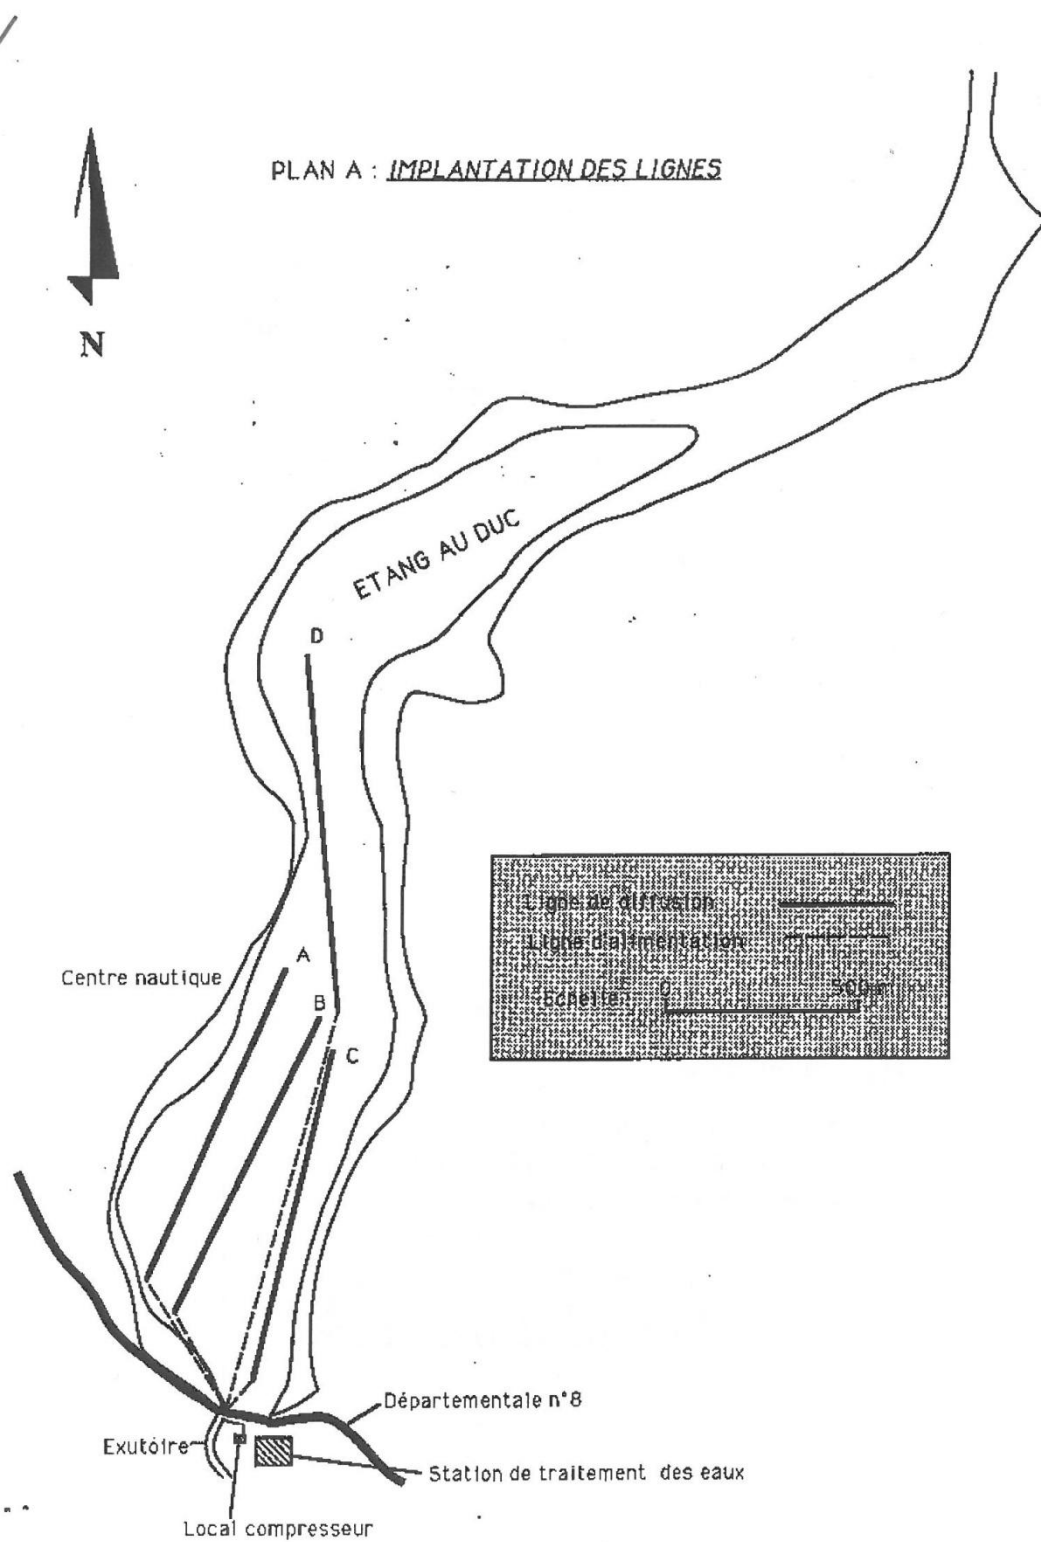 PLAN A : IMPLANTATION DES LIGNES
N
ETANG AU DUC
D
Ligne de diffusion
Ligne d'alimentation
Echelle 0 500 m
A
Centre nautique
B
C
Départementale n°8
Exutoire
Station de traitement des eaux
Local compresseur